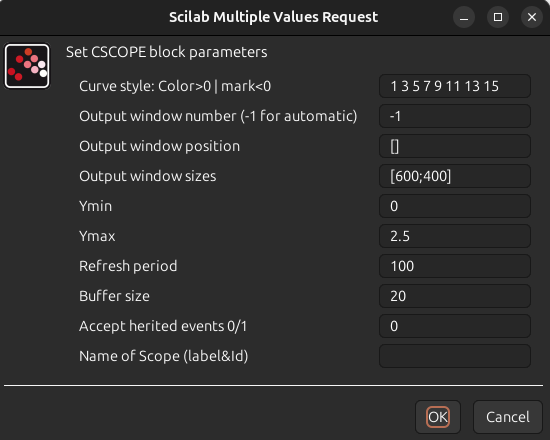 Scilab Multiple Values Request
Set CSCOPE block parameters
Curve style: Color>0 | mark<0 1 3 5 7 9 11 13 15
Output window number (-1 for automatic) -1
Output window position []
Output window sizes [600;400]
Ymin 0
Ymax 2.5
Refresh period 100
Buffer size 20
Accept herited events 0/1 0
Name of Scope (label&Id)
OK Cancel